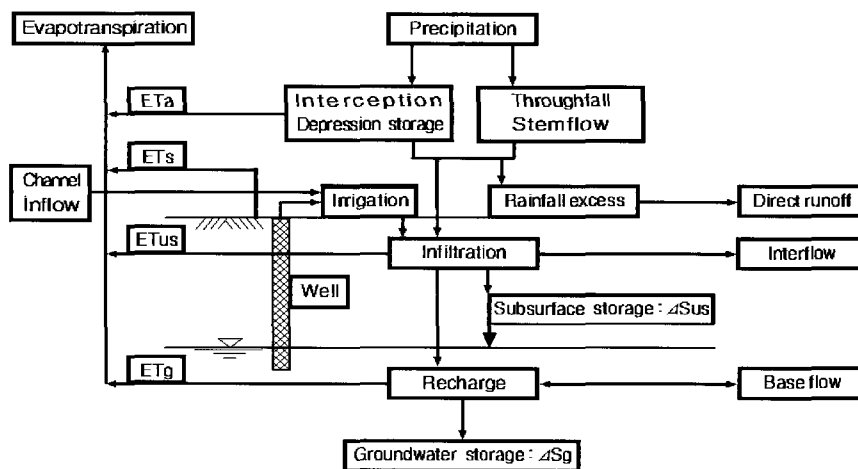 Evapotranspiration
Precipitation
ETa
Interception
Depression storage
Throughfall
Stemflow
ETs
Channel
Inflow
Irrigation
Rainfall excess
Direct runoff
ETus
Infiltration
Interflow
Well
Subsurface storage : ⊿Sus
ETg
Recharge
Base flow
Groundwater storage : ⊿Sg